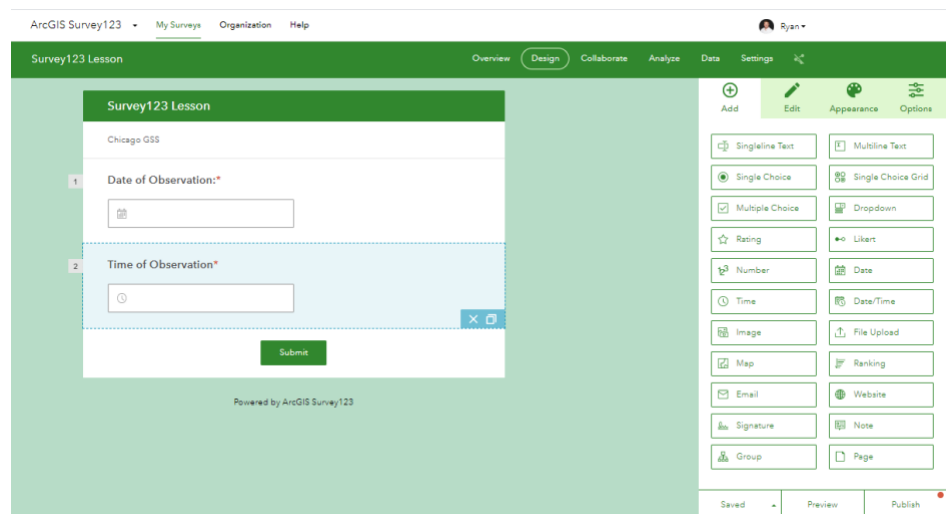 ArcGIS Survey123 My Surveys Organization Help Ryan
Survey123 Lesson Overview Design Collaborate Analyze Data Settings
Add Edit Appearance Options
Survey123 Lesson
Chicago GSS
1 Date of Observation:*
2 Time of Observation*
Submit
Powered by ArcGIS Survey123
Singleline Text Multiline Text
Single Choice Single Choice Grid
Multiple Choice Dropdown
Rating Likert
Number Date
Time Date/Time
Image File Upload
Map Ranking
Email Website
Signature Note
Group Page
Saved Preview Publish